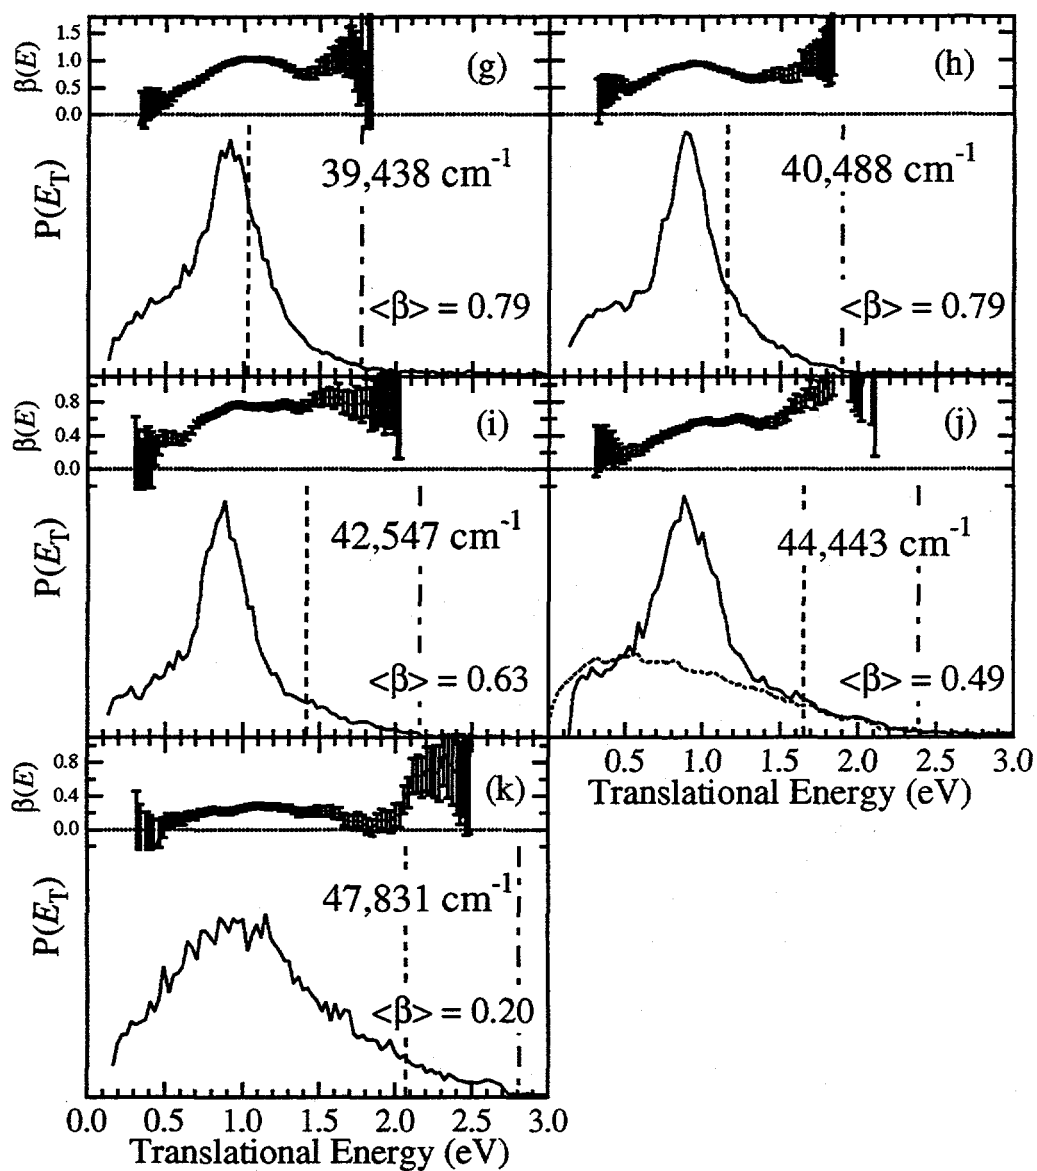 1.5
1.0
0.5
0.0
β(E)
(g)
(h)
P(E_T)
39,438 cm⁻¹
40,488 cm⁻¹
<β> = 0.79
<β> = 0.79
0.8
0.4
0.0
β(E)
(i)
(j)
P(E_T)
42,547 cm⁻¹
44,443 cm⁻¹
<β> = 0.63
<β> = 0.49
0.5 1.0 1.5 2.0 2.5 3.0
Translational Energy (eV)
0.8
0.4
0.0
β(E)
(k)
P(E_T)
47,831 cm⁻¹
<β> = 0.20
0.0 0.5 1.0 1.5 2.0 2.5 3.0
Translational Energy (eV)